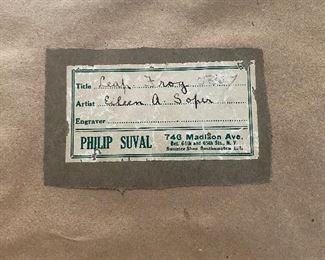 Title Leap Frog
Artist Eileen A. Soper
Engraver
PHILIP SUVAL 746 Madison Ave.
Bet. 64th and 65th Sts., N. Y.
Summer Shop Southampton L. I.